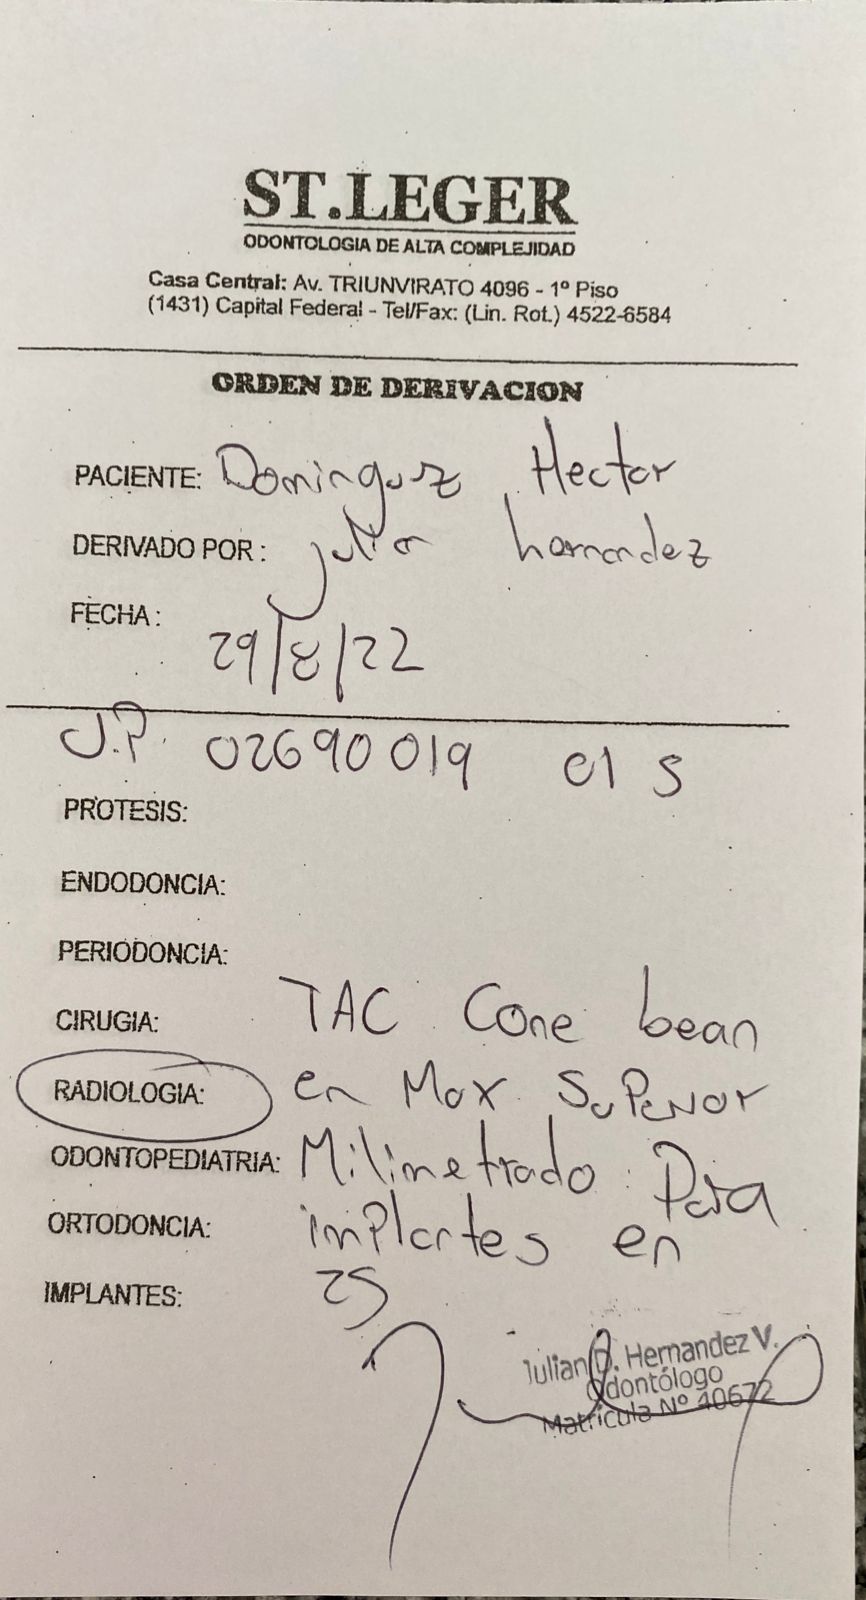 ST.LEGER
ODONTOLOGIA DE ALTA COMPLEJIDAD
Casa Central: Av. TRIUNVIRATO 4096 - 1º Piso
(1431) Capital Federal - Tel/Fax: (Lin. Rot.) 4522-6584
ORDEN DE DERIVACION
PACIENTE: Dominguez Hector
DERIVADO POR: Julian hernandez
FECHA: 29/8/22
02690019 01 S
PROTESIS:
ENDODONCIA:
PERIODONCIA:
CIRUGIA: TAC Cone bean
RADIOLOGIA: en Max Superior
ODONTOPEDIATRIA: Milimetrado Para
ORTODONCIA: implantes en
IMPLANTES: 25
Julian D. Hernandez V.
Odontólogo
Matrícula Nº 40672